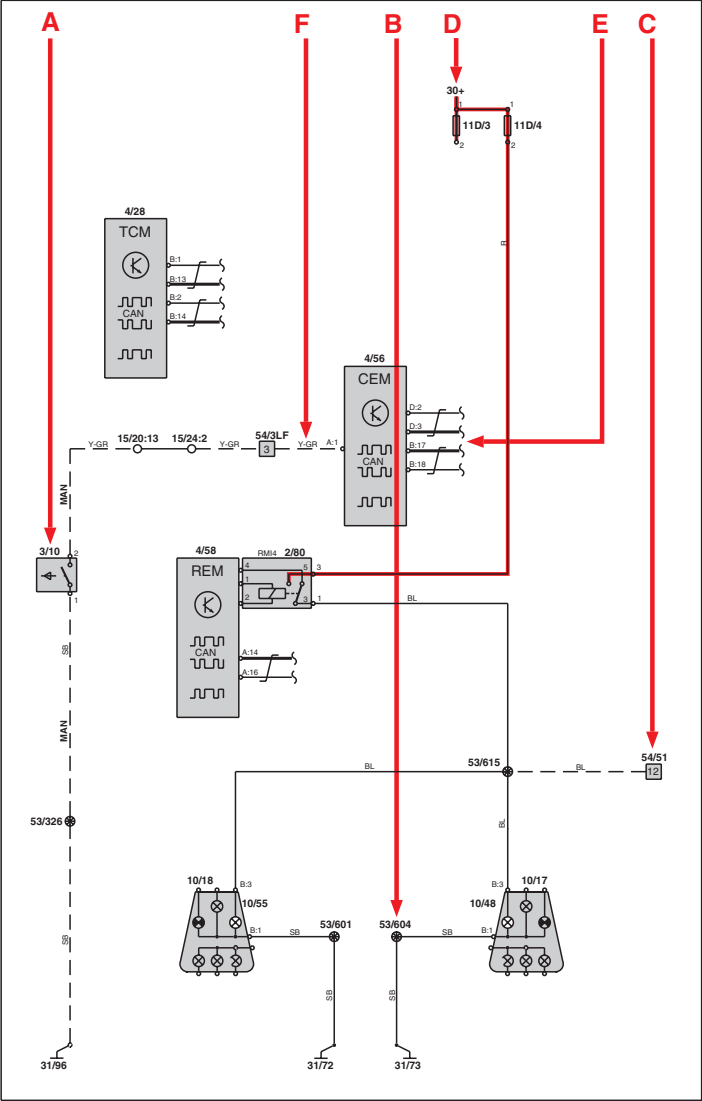 A F B D E C
30+
1 1
11D/3 11D/4
2 2
4/28
TCM
B:1
R
B:13
B:2
CAN
B:14
4/56
CEM
D:2
D:3
15/20:13 15/24:2 54/3LF
Y-GR Y-GR 3 Y-GR A:1
B:17
CAN
B:18
MAN
3/10 2
4/58 RMI4 2/80
REM 4 5 3
1
1
2 3 1 BL
SB
CAN A:14
A:16
MAN
53/615 54/51
BL BL 12
53/326
BL
10/18 B:3 B:3 10/17
10/55 10/48
53/601 53/604
B:1 SB SB B:1
SB
SB SB
31/96 31/72 31/73